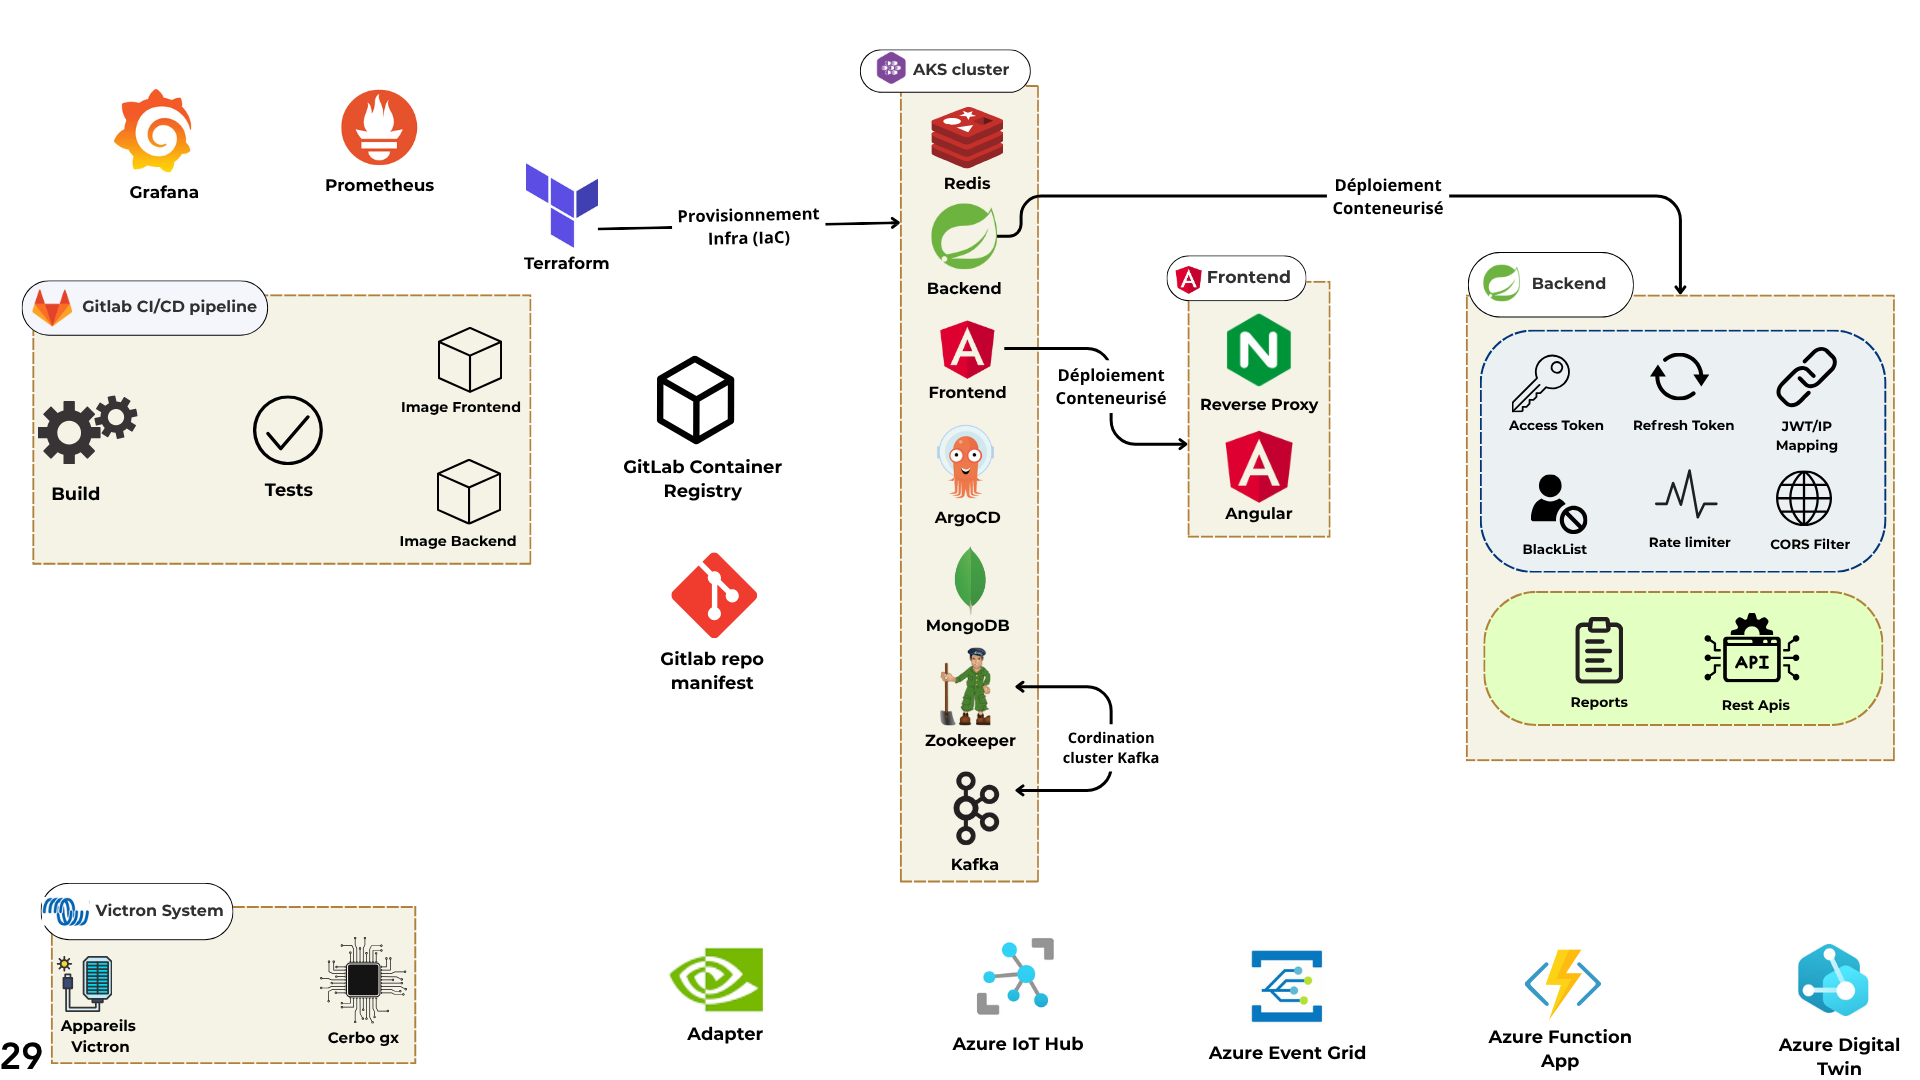 AKS cluster
Grafana
Prometheus
Terraform
Provisionnement
Infra (IaC)
Redis
Backend
Frontend
ArgoCD
MongoDB
Zookeeper
Kafka
Déploiement
Conteneurisé
Déploiement
Conteneurisé
Cordination
cluster Kafka
Gitlab CI/CD pipeline
Build
Tests
Image Frontend
Image Backend
GitLab Container
Registry
Gitlab repo
manifest
Frontend
Reverse Proxy
Angular
Backend
Access Token
Refresh Token
JWT/IP
Mapping
BlackList
Rate limiter
CORS Filter
Reports
API
Rest Apis
Victron System
Appareils
Victron
Cerbo gx
Adapter
Azure IoT Hub
Azure Event Grid
Azure Function
App
Azure Digital
Twin
29